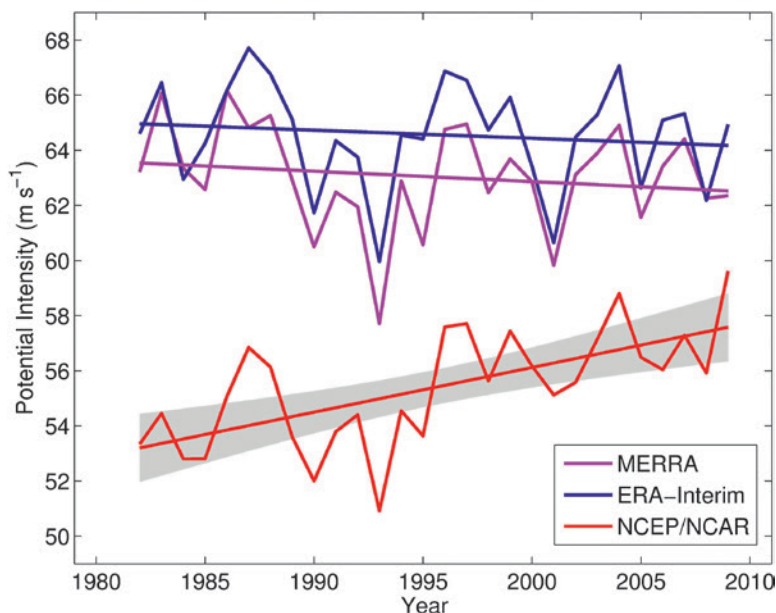 68
66
64
62
60
58
56
54
52
50
Potential Intensity (m s⁻¹)
MERRA
ERA−Interim
NCEP/NCAR
1980 1985 1990 1995 2000 2005 2010
Year